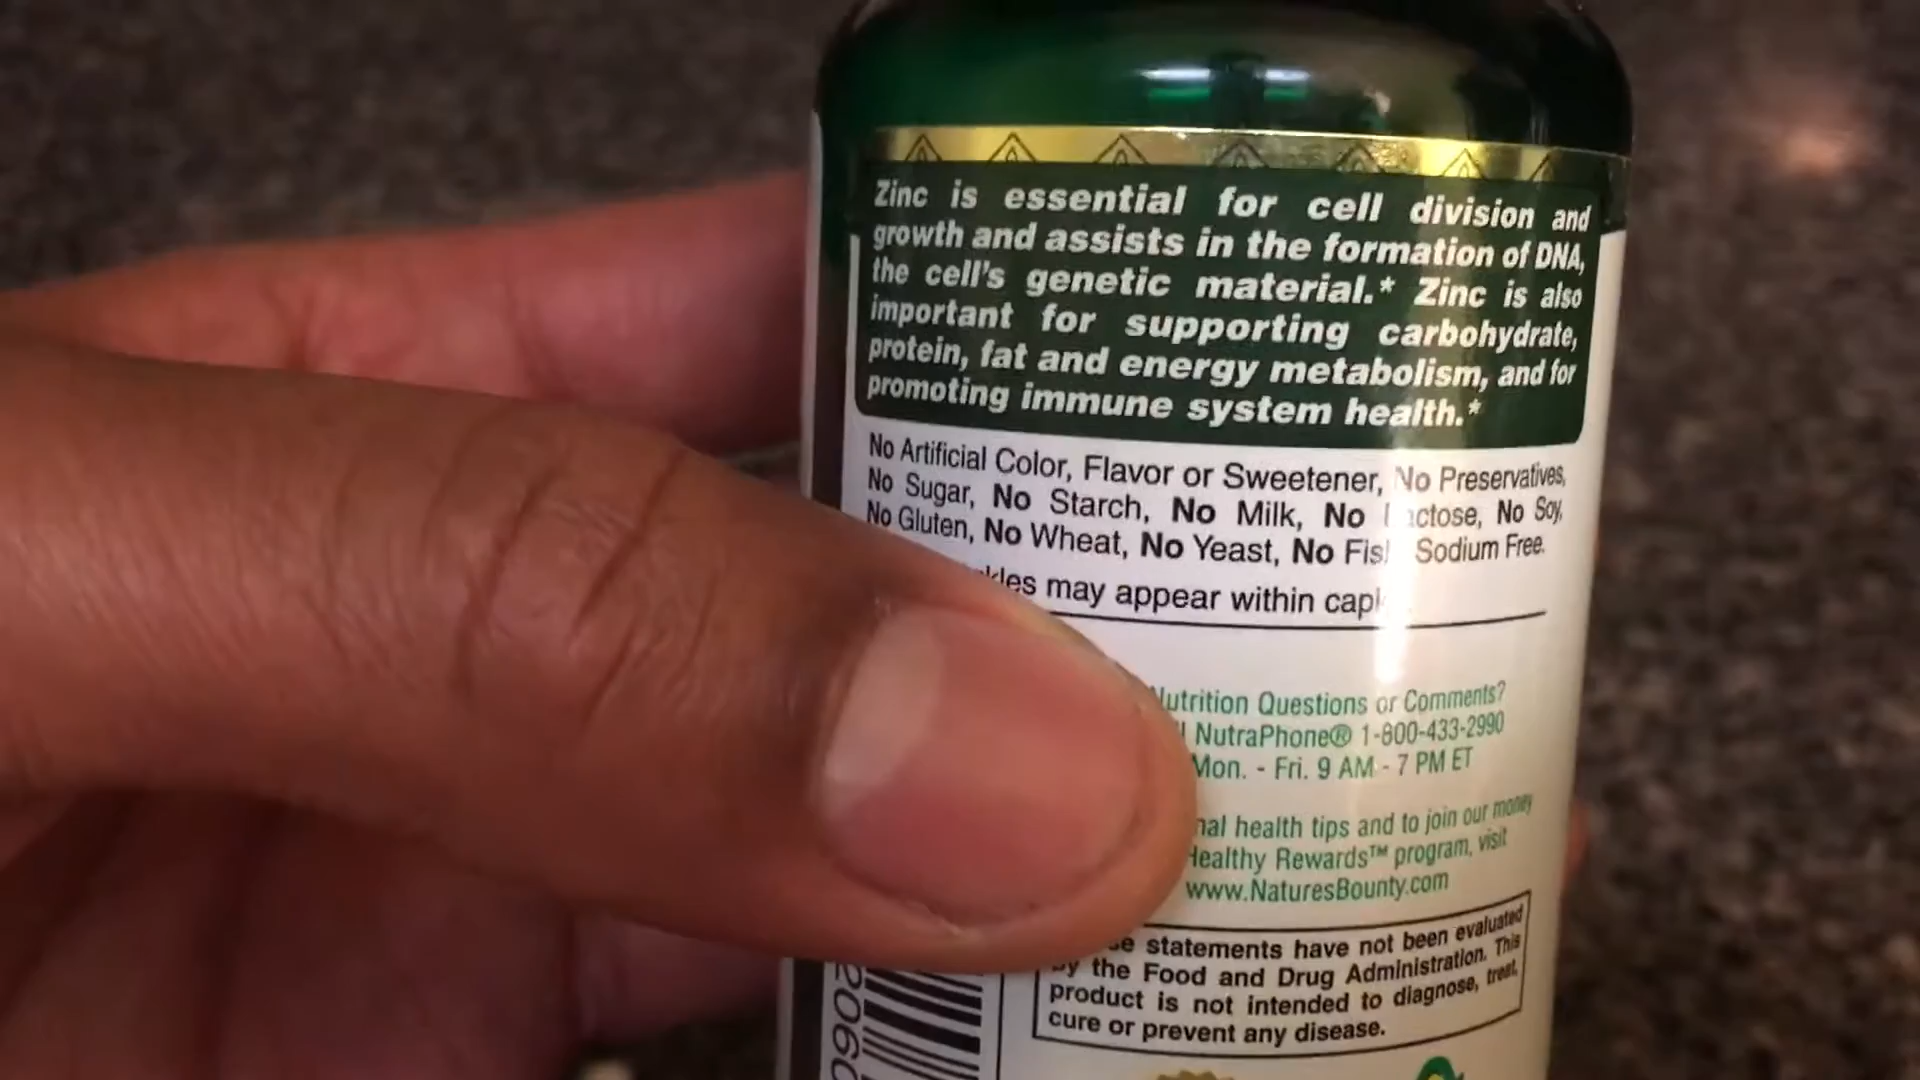 Zinc is essential for cell division and
growth and assists in the formation of DNA,
the cell's genetic material.* Zinc is also
important for supporting carbohydrate,
protein, fat and energy metabolism, and for
promoting immune system health.*
No Artificial Color, Flavor or Sweetener, No Preservatives,
No Sugar, No Starch, No Milk, No Lactose, No Soy,
No Gluten, No Wheat, No Yeast, No Fish, Sodium Free.
may appear within
Nutrition Questions or Comments?
NutraPhone® 1-800-433-2990
Mon. - Fri. 9 AM - 7 PM ET
health tips and to join our money
Healthy Rewards™ program, visit
www.NaturesBounty.com
statements have not been evaluated
by the Food and Drug Administration. This
product is not intended to diagnose, treat,
cure or prevent any disease.